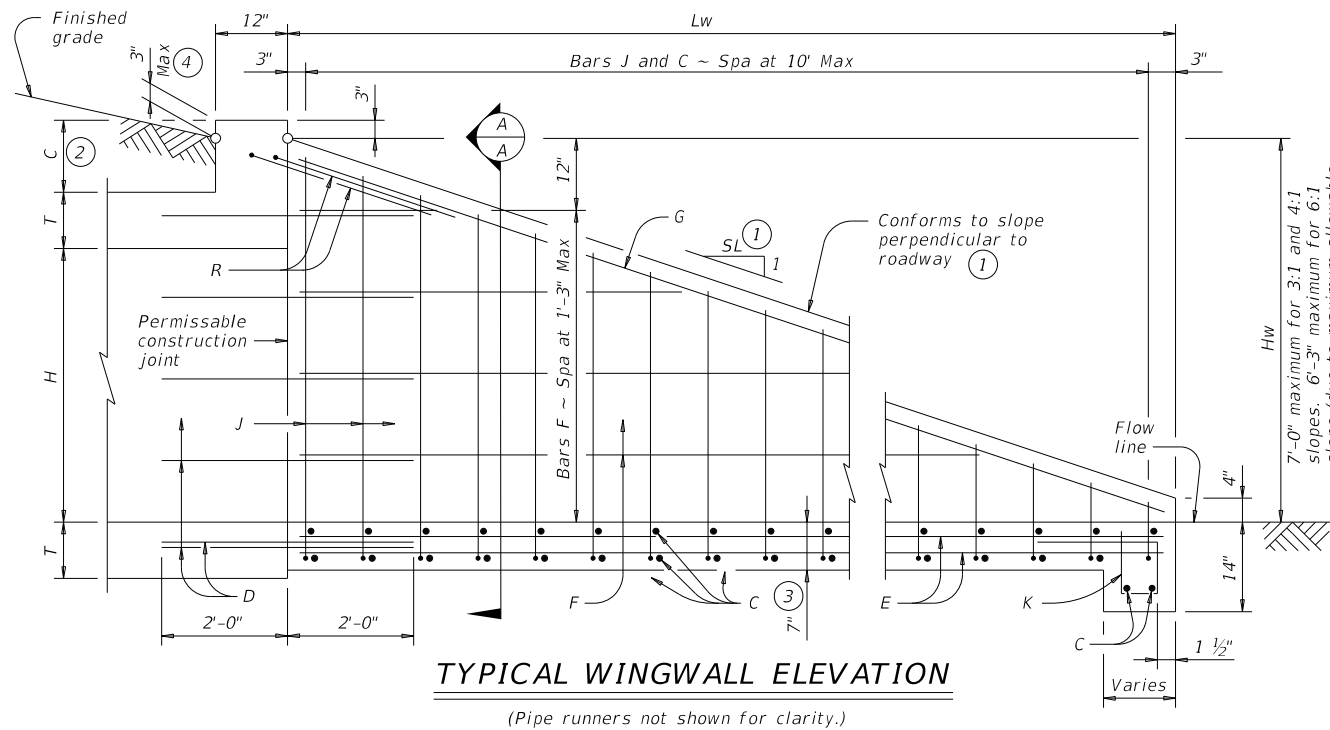 Finished
grade
12"
Lw
3"
Max
4
3"
Bars J and C ~ Spa at 10' Max
3"
3"
C
2
A
A
12"
T
G
Conforms to slope
perpendicular to
roadway 1
SL 1
1
R
Bars F ~ Spa at 1'-3" Max
Permissable
construction
joint
H
Hw
7'-0" maximum for 3:1 and 4:1
slopes. 6'-3" maximum for 6:1
J
Flow
line
4"
T
14"
D
F
C 3
7"
E
K
C
2'-0"
2'-0"
1 1/2"
Varies
TYPICAL WINGWALL ELEVATION
(Pipe runners not shown for clarity.)